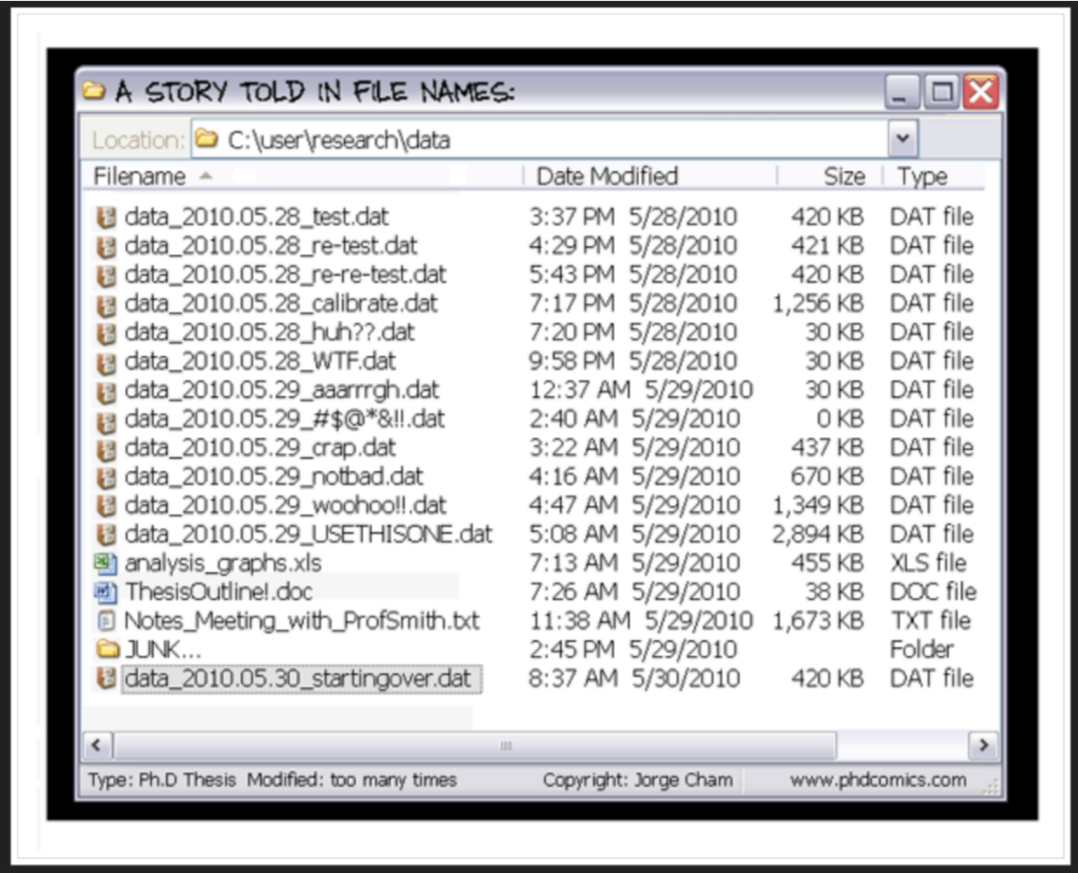 A STORY TOLD IN FILE NAMES:
Location: C:\user\research\data
Filename Date Modified Size Type
data_2010.05.28_test.dat 3:37 PM 5/28/2010 420 KB DAT file
data_2010.05.28_re-test.dat 4:29 PM 5/28/2010 421 KB DAT file
data_2010.05.28_re-re-test.dat 5:43 PM 5/28/2010 420 KB DAT file
data_2010.05.28_calibrate.dat 7:17 PM 5/28/2010 1,256 KB DAT file
data_2010.05.28_huh??.dat 7:20 PM 5/28/2010 30 KB DAT file
data_2010.05.28_WTF.dat 9:58 PM 5/28/2010 30 KB DAT file
data_2010.05.29_aaarrrgh.dat 12:37 AM 5/29/2010 30 KB DAT file
data_2010.05.29_#$@*&!!.dat 2:40 AM 5/29/2010 0 KB DAT file
data_2010.05.29_crap.dat 3:22 AM 5/29/2010 437 KB DAT file
data_2010.05.29_notbad.dat 4:16 AM 5/29/2010 670 KB DAT file
data_2010.05.29_woohoo!!.dat 4:47 AM 5/29/2010 1,349 KB DAT file
data_2010.05.29_USETHISONE.dat 5:08 AM 5/29/2010 2,894 KB DAT file
analysis_graphs.xls 7:13 AM 5/29/2010 455 KB XLS file
ThesisOutline!.doc 7:26 AM 5/29/2010 38 KB DOC file
Notes_Meeting_with_ProfSmith.txt 11:38 AM 5/29/2010 1,673 KB TXT file
JUNK... 2:45 PM 5/29/2010 Folder
data_2010.05.30_startingover.dat 8:37 AM 5/30/2010 420 KB DAT file
Type: Ph.D Thesis Modified: too many times Copyright: Jorge Cham www.phdcomics.com